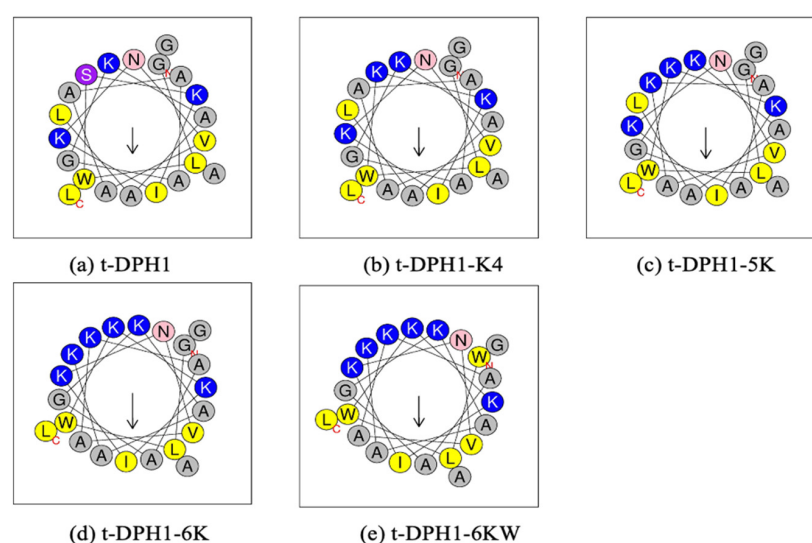 G
S K N G
A N A
L K
K A
G V
L W A A I A L A
C
G
K K N G
A N A
L K
K A
G V
L W A A I A L A
C
G
K K K N G
L N A
K K
G A
L W V
C A A I A L A
(a) t-DPH1
(b) t-DPH1-K4
(c) t-DPH1-5K
K K N G
K G
K N A
K K
G A
L W V
C A A I A L A
K K N G
K W
K N A
K K
G A
L W V
C A A I A L
A
(d) t-DPH1-6K
(e) t-DPH1-6KW